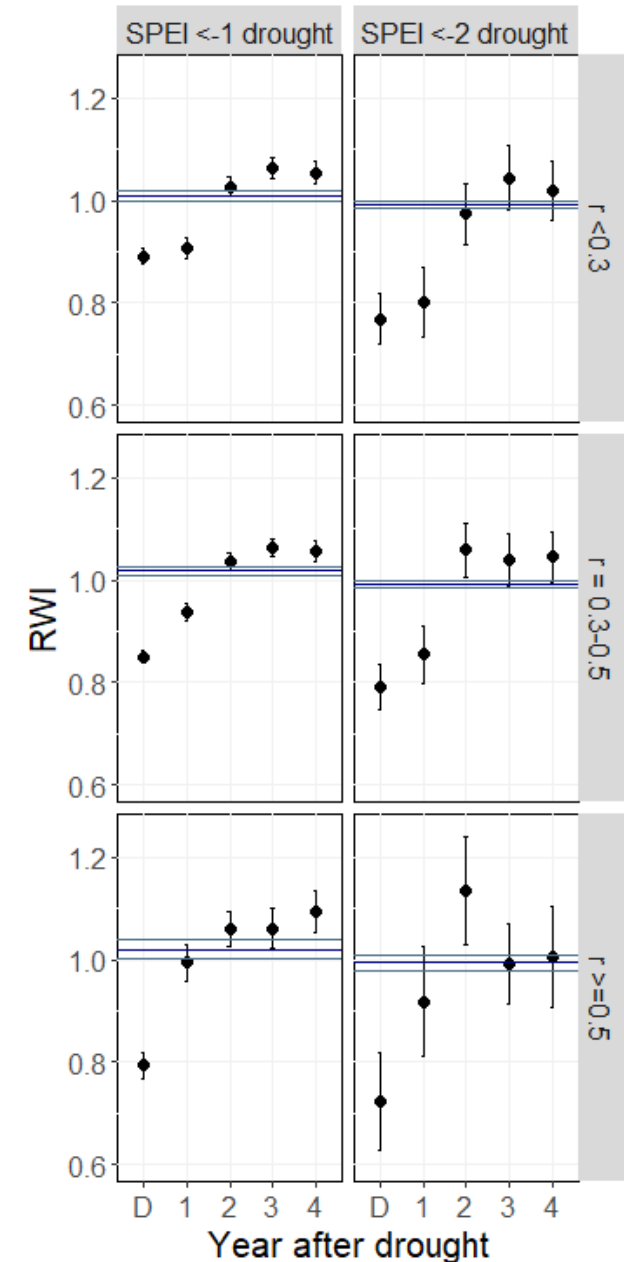 SPEI <-1 drought
SPEI <-2 drought
1.2
1.0
0.8
0.6
r <0.3
1.2
1.0
0.8
0.6
r = 0.3-0.5
1.2
1.0
0.8
0.6
r >=0.5
RWI
D 1 2 3 4
D 1 2 3 4
Year after drought